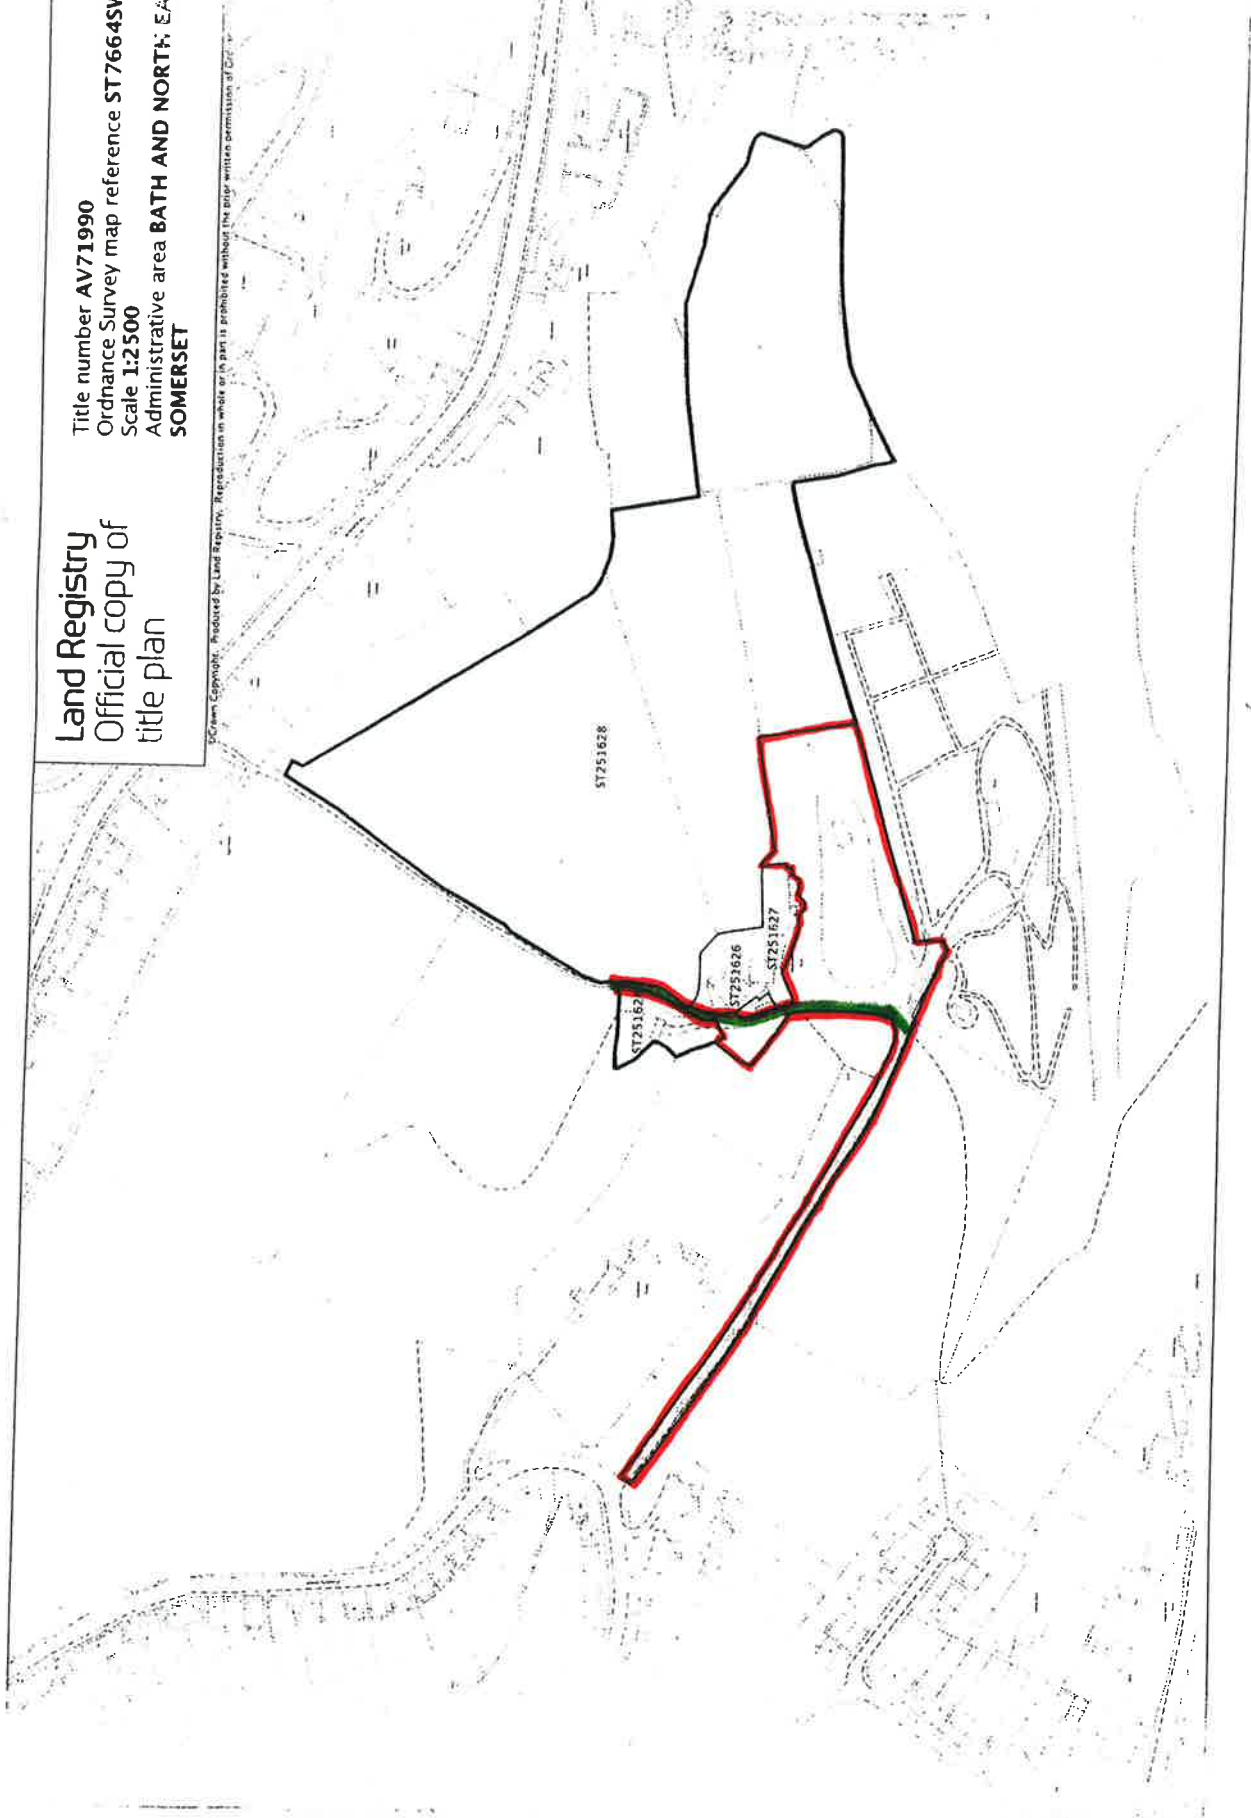 Land Registry
Official copy of
title plan
Title number AV71990
Ordnance Survey map reference ST7664SW
Scale 1:2500
Administrative area BATH AND NORTH EA
SOMERSET
©Crown Copyright. Produced by Land Registry. Reproduction in whole or in part is prohibited without the prior written permission of Ord
ST251628
ST251627
ST251626
ST25162